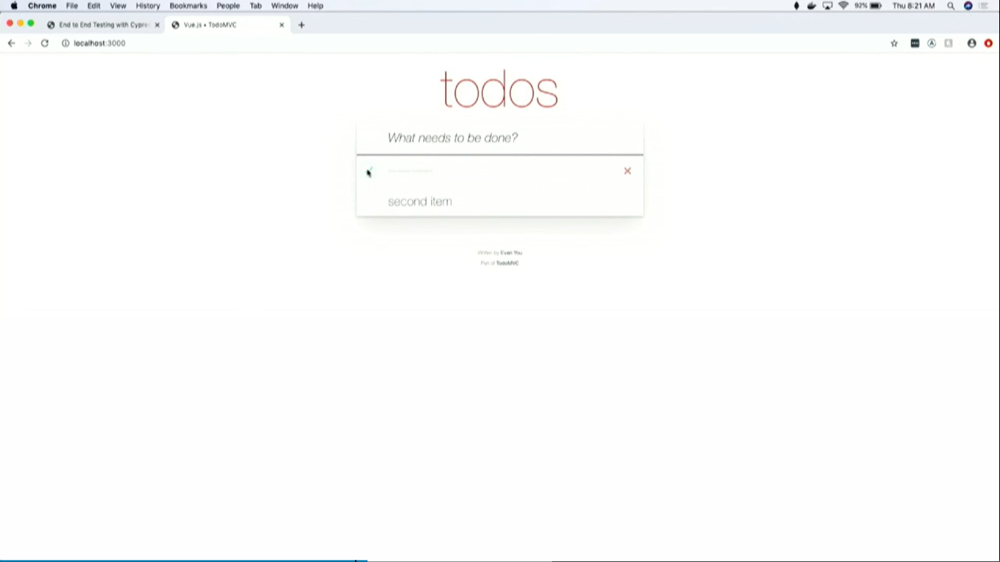 Chrome File Edit View History Bookmarks People Tab Window Help 92% Thu 8:21 AM
End to End Testing with Cypre Vue.js • TodoMVC
localhost:3000
todos
What needs to be done?
second item
Written by Evan You
Part of TodoMVC